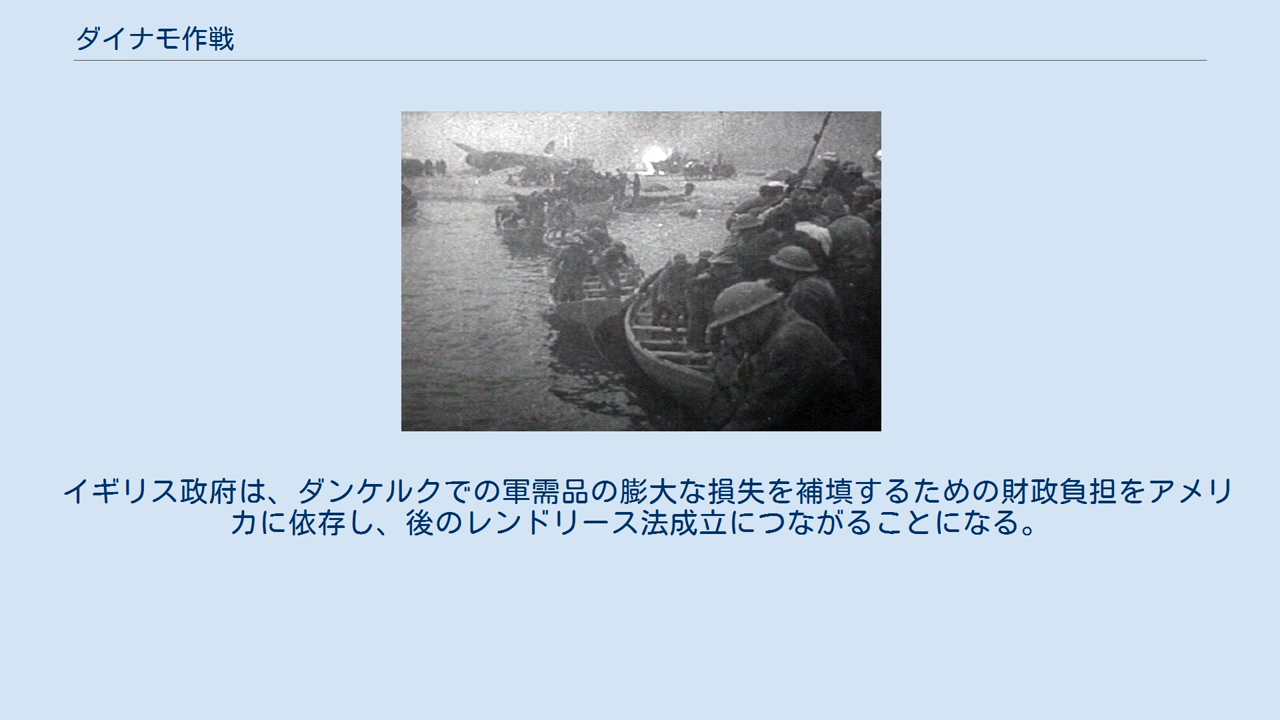 ダイナモ作戦
イギリス政府は、ダンケルクでの軍需品の膨大な損失を補填するための財政負担をアメリ
カに依存し、後のレンドリース法成立につながることになる。